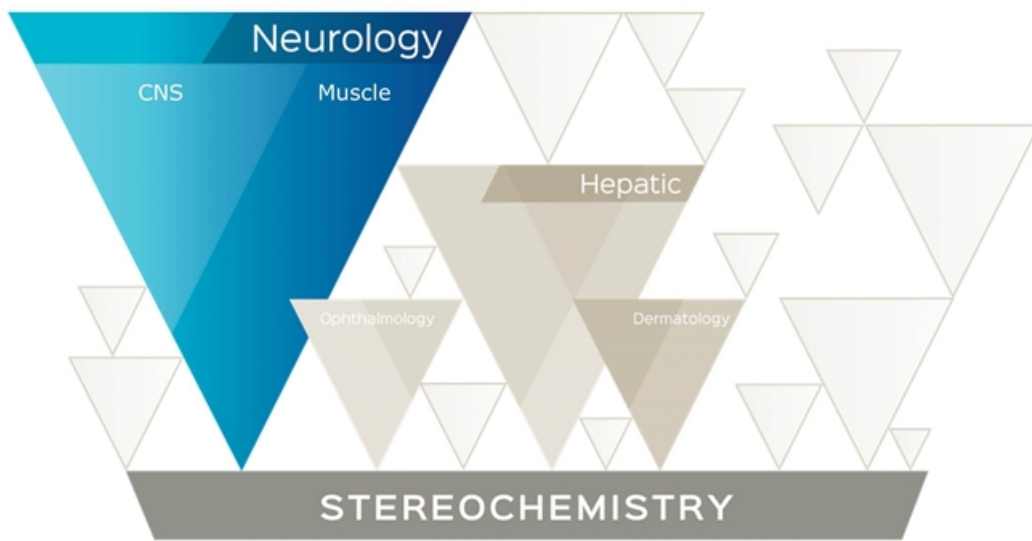 Neurology
CNS Muscle
Hepatic
Ophthalmology
Dermatology
STEREOCHEMISTRY